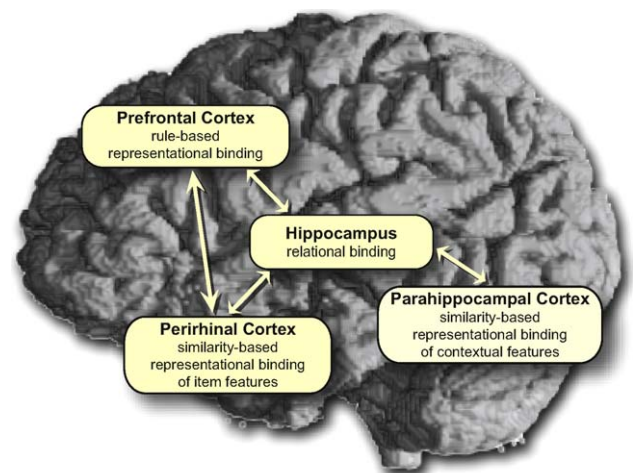 Prefrontal Cortex
rule-based
representational binding
Hippocampus
relational binding
Perirhinal Cortex
similarity-based
representational binding
of item features
Parahippocampal Cortex
similarity-based
representational binding
of contextual features